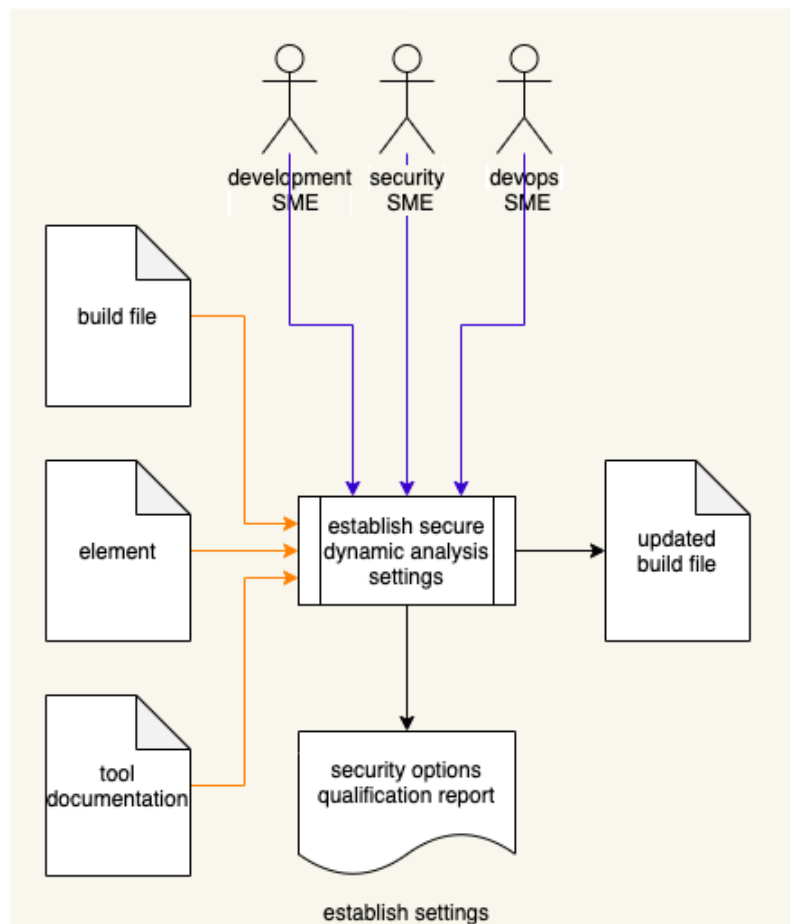 development
SME
security
SME
devops
SME
build file
element
tool
documentation
establish secure
dynamic analysis
settings
updated
build file
security options
qualification report
establish settings